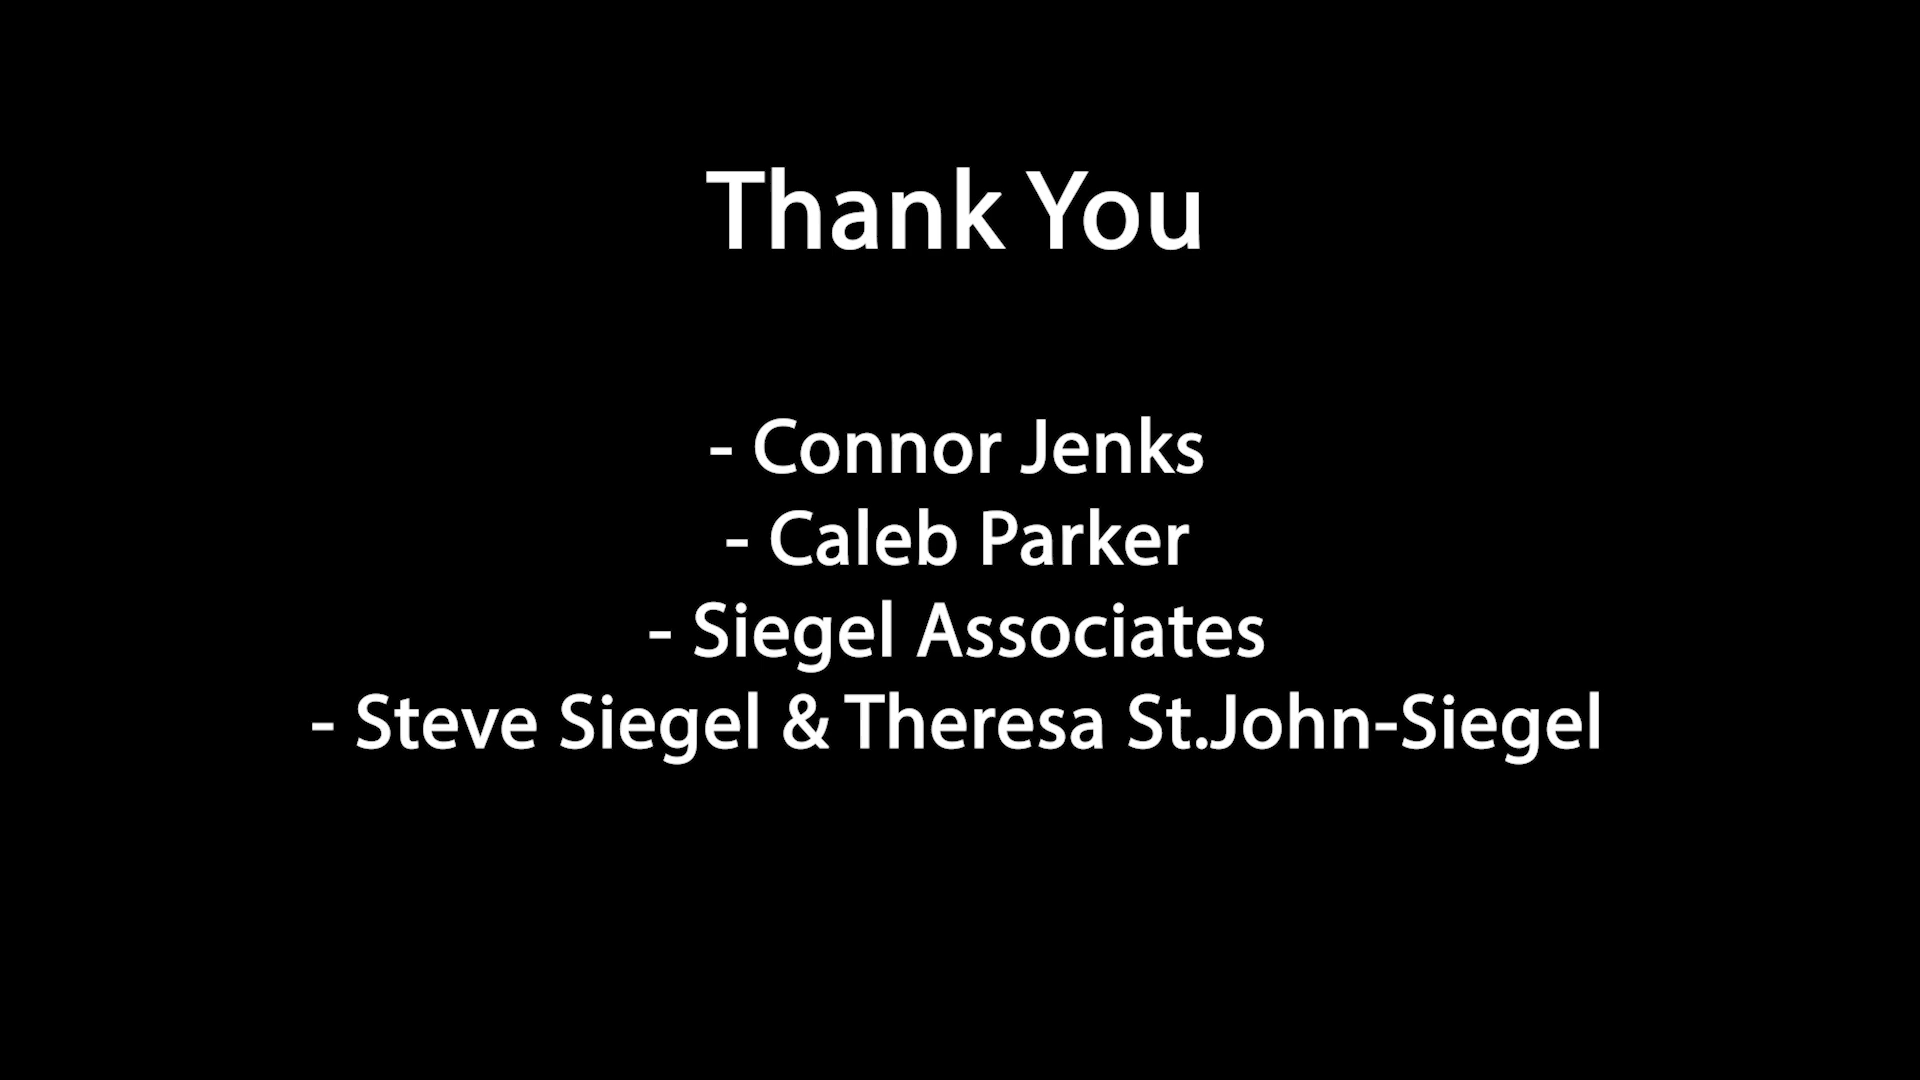 Thank You
- Connor Jenks
- Caleb Parker
- Siegel Associates
- Steve Siegel & Theresa St.John-Siegel